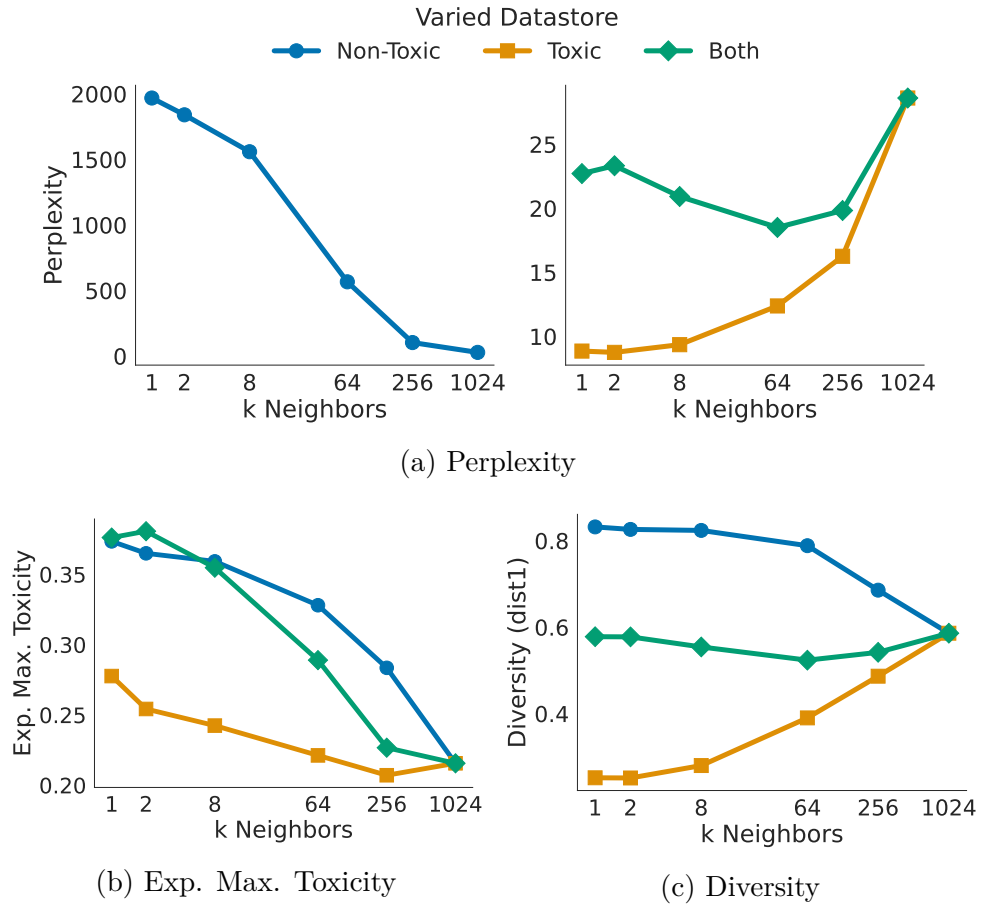 Varied Datastore
Non-Toxic Toxic Both
Perplexity
2000
1500
1000
500
0
1 2 8 64 256 1024
k Neighbors
25
20
15
10
1 2 8 64 256 1024
k Neighbors
(a) Perplexity
Exp. Max. Toxicity
0.35
0.30
0.25
0.20
1 2 8 64 256 1024
k Neighbors
Diversity (dist1)
0.8
0.6
0.4
1 2 8 64 256 1024
k Neighbors
(b) Exp. Max. Toxicity
(c) Diversity